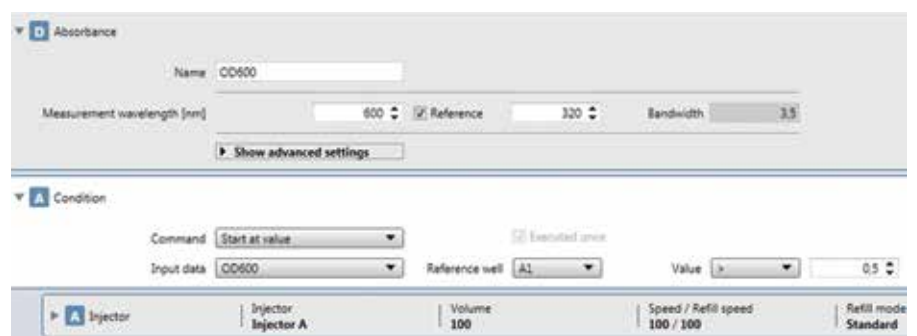 D Absorbance
Name OD600
Measurement wavelength [nm] 600 Reference 320 Bandwidth 3,5
Show advanced settings
A Condition
Command Start at value Executed once
Input data OD600 Reference well A1 Value > 0,5
A Injector Injector Volume Speed / Refill speed Refill mode
Injector A 100 100 / 100 Standard